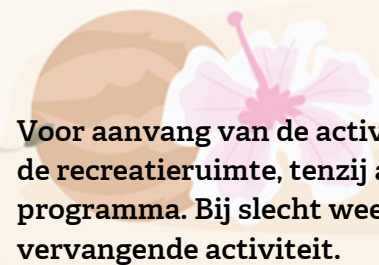 Voor aanvang van de activ
de recreatieruimte, tenzij a
programma. Bij slecht wee
vervangende activiteit.